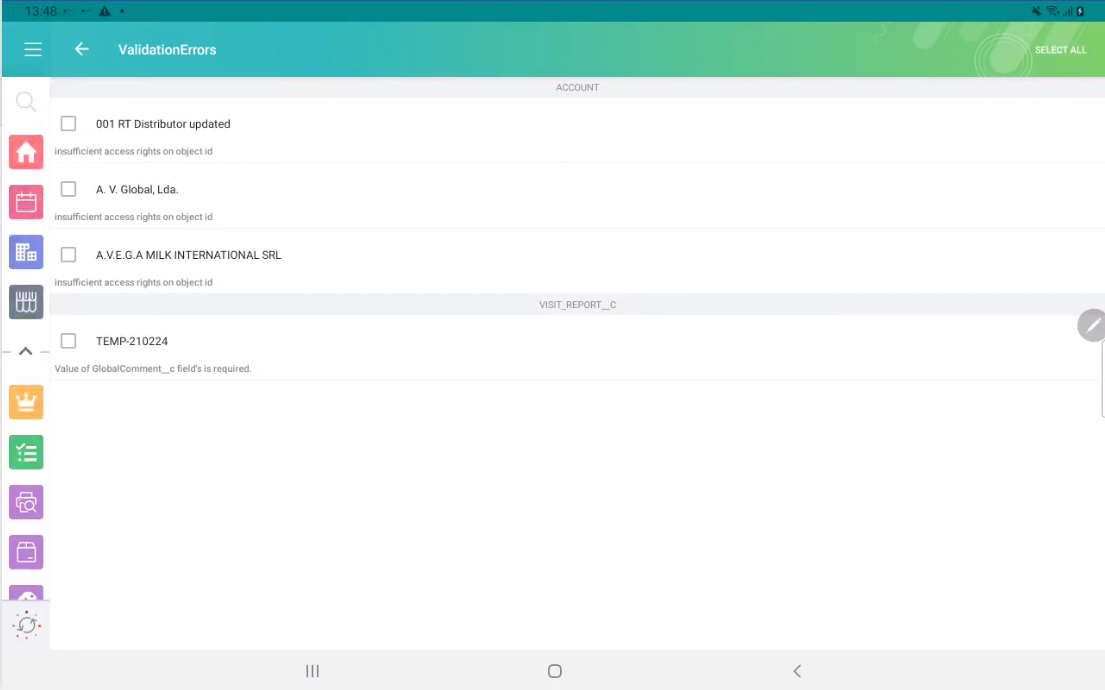 13:48
ValidationErrors
SELECT ALL
ACCOUNT
001 RT Distributor updated
insufficient access rights on object id
A. V. Global, Lda.
insufficient access rights on object id
A.V.E.G.A MILK INTERNATIONAL SRL
insufficient access rights on object id
VISIT_REPORT__C
TEMP-210224
Value of GlobalComment__c field's is required.